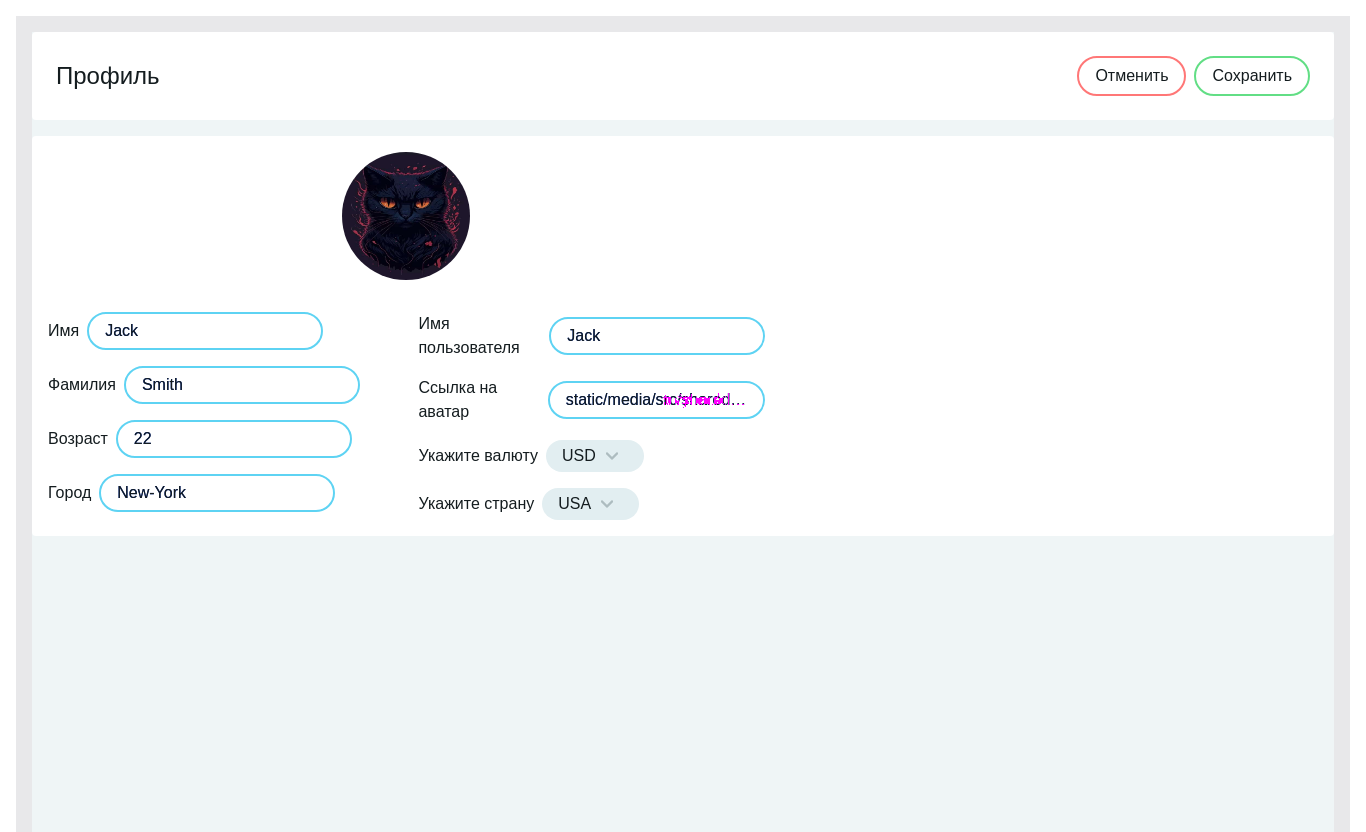 Профиль
Отменить
Сохранить
Имя
Jack
Фамилия
Smith
Возраст
22
Город
New-York
Имя
пользователя
Jack
Ссылка на
аватар
static/media/src/shared…
Укажите валюту
USD
Укажите страну
USA